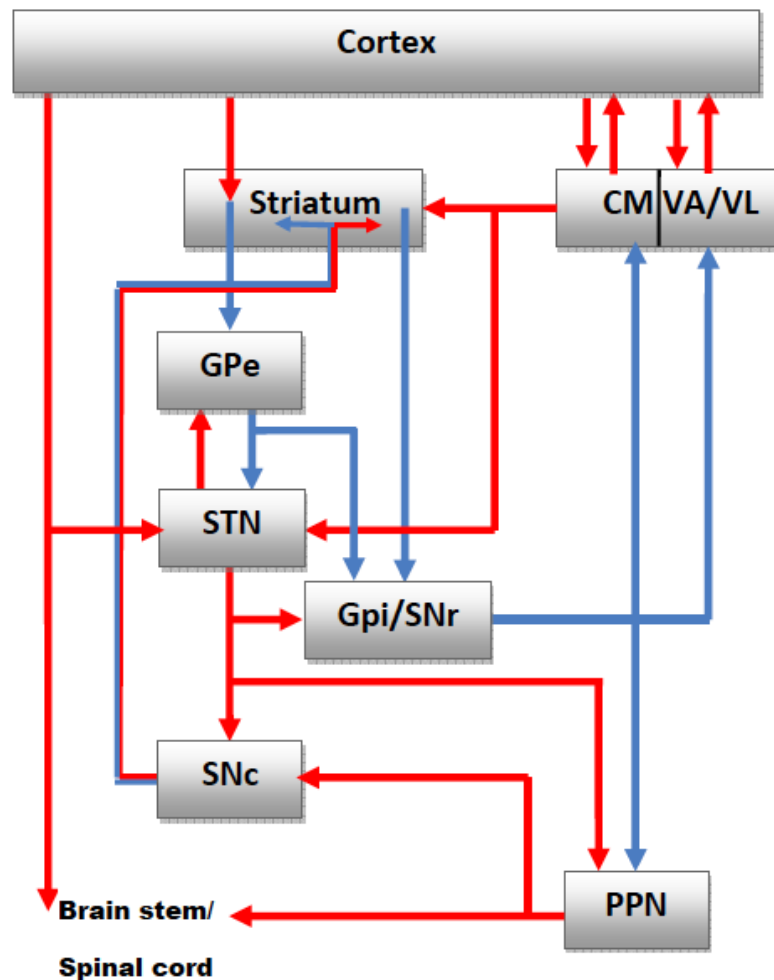 Cortex
Striatum
CM VA/VL
GPe
STN
Gpi/SNr
SNc
PPN
Brain stem/
Spinal cord